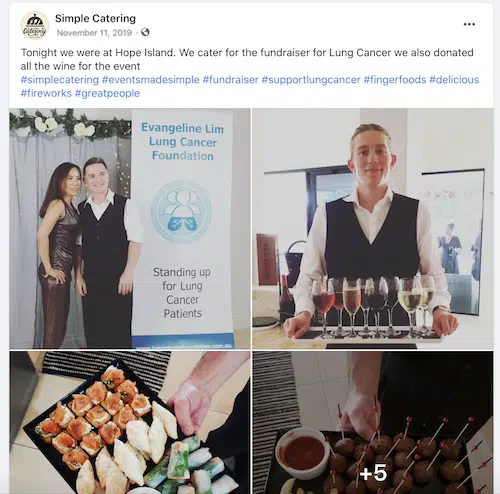 Simple Catering
November 11, 2019 ·
Tonight we were at Hope Island. We cater for the fundraiser for Lung Cancer we also donated
all the wine for the event
#simplecatering #eventsmadesimple #fundraiser #supportlungcancer #fingerfoods #delicious
#fireworks #greatpeople
Evangeline Lim
Lung Cancer
Foundation
Standing up
for Lung
Cancer
Patients
+5